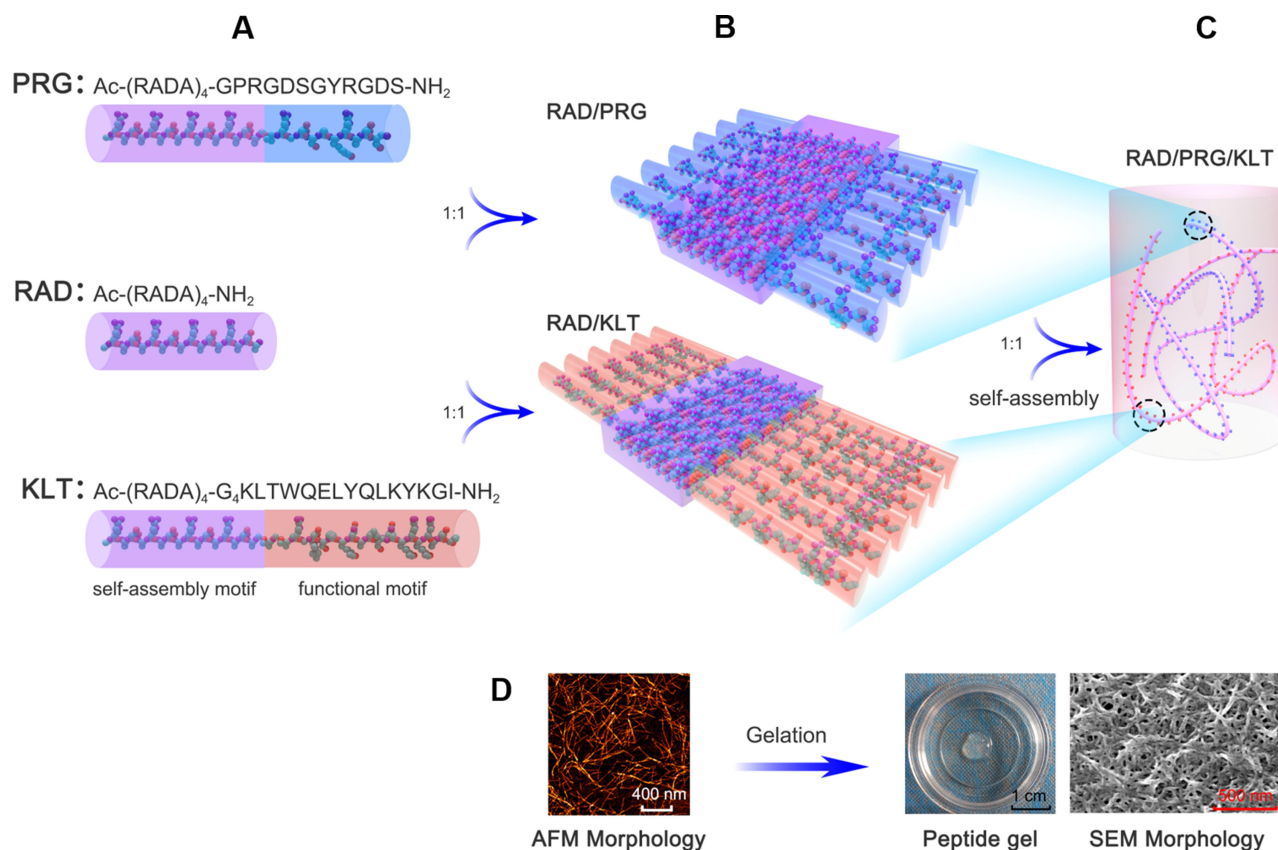 A
B
C
PRG: Ac-(RADA)₄-GPRGDSGYRGDS-NH₂
RAD/PRG
RAD/PRG/KLT
1:1
RAD: Ac-(RADA)₄-NH₂
RAD/KLT
1:1
self-assembly
1:1
KLT: Ac-(RADA)₄-G₄KLTWQELYQLKYKGI-NH₂
self-assembly motif
functional motif
D
Gelation
400 nm
1 cm
500 nm
AFM Morphology
Peptide gel
SEM Morphology